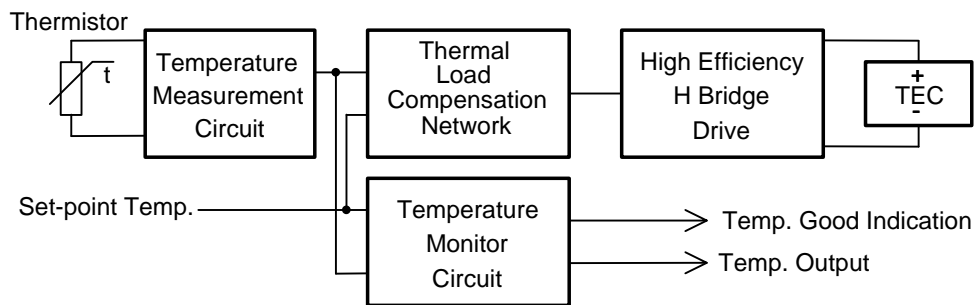 Thermistor
t
Temperature
Measurement
Circuit
Thermal
Load
Compensation
Network
High Efficiency
H Bridge
Drive
+
TEC
-
Set-point Temp.
Temperature
Monitor
Circuit
Temp. Good Indication
Temp. Output